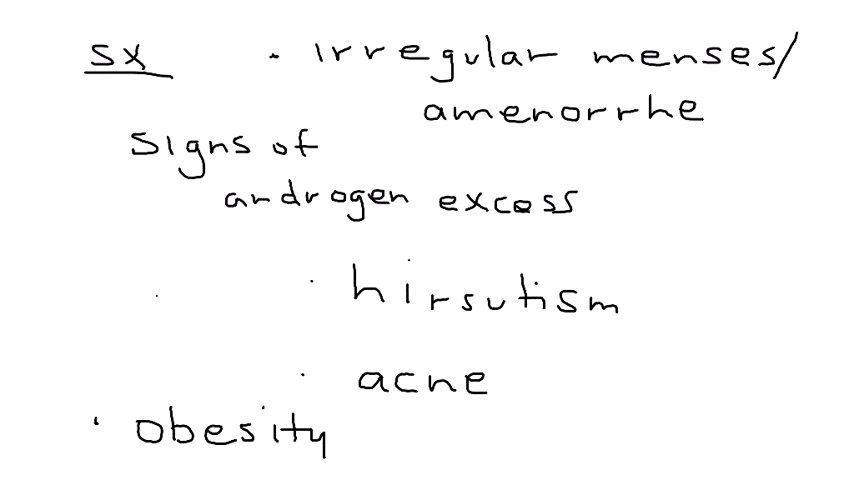 sx · irregular menses/
amenorrhe
signs of
androgen excess
· hirsutism
· acne
· obesity